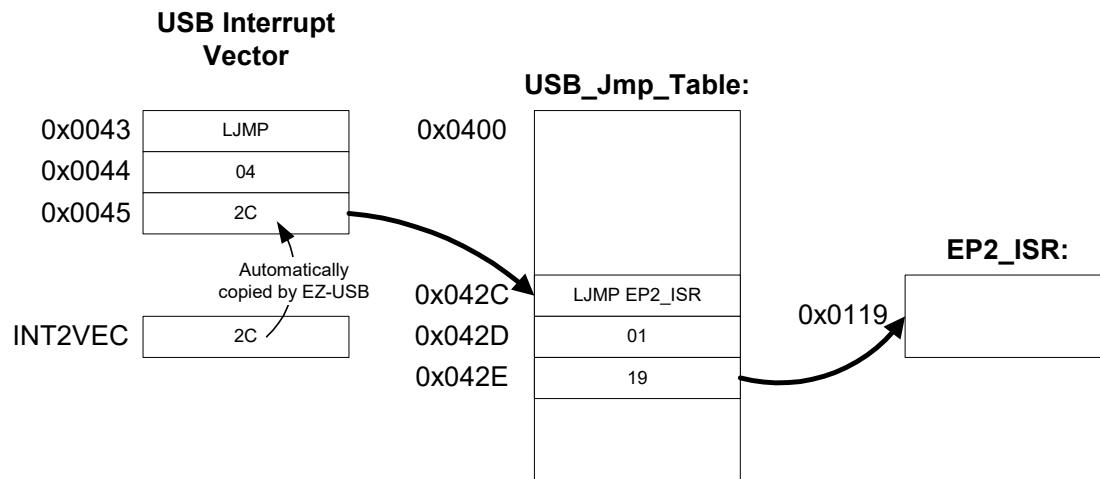 USB Interrupt
Vector
USB_Jmp_Table:
0x0043
LJMP
0x0400
0x0044
04
0x0045
2C
EP2_ISR:
Automatically
copied by EZ-USB
0x042C
LJMP EP2_ISR
0x0119
INT2VEC
2C
0x042D
01
0x042E
19